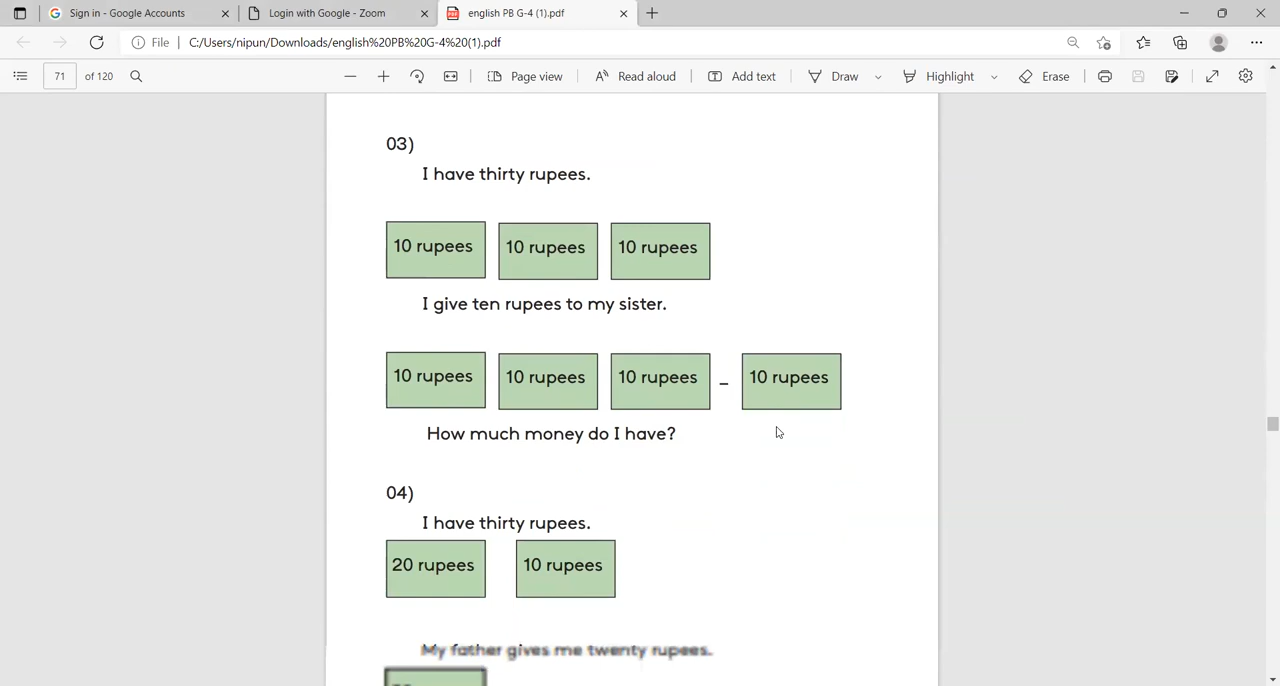 Sign in - Google Accounts
Login with Google - Zoom
english PB G-4 (1).pdf
File
C:/Users/nipun/Downloads/english%20PB%20G-4%20(1).pdf
71 of 120
Page view
Read aloud
Add text
Draw
Highlight
Erase
03)
I have thirty rupees.
10 rupees 10 rupees 10 rupees
I give ten rupees to my sister.
10 rupees 10 rupees 10 rupees - 10 rupees
How much money do I have?
04)
I have thirty rupees.
20 rupees 10 rupees
My father gives me twenty rupees.